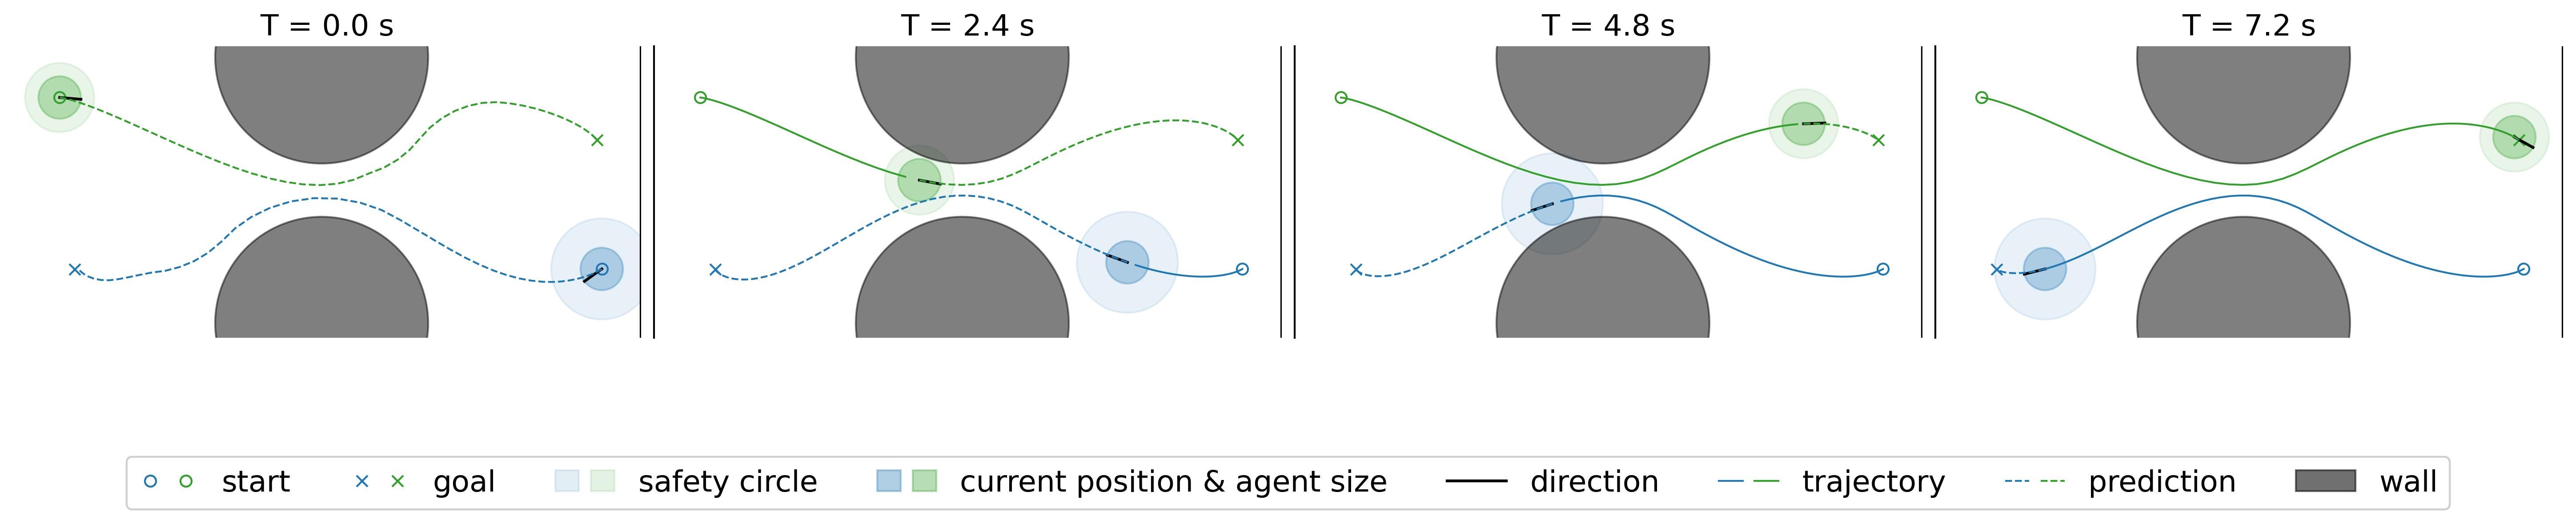 T = 0.0 s T = 2.4 s T = 4.8 s T = 7.2 s
start goal safety circle current position & agent size direction trajectory prediction wall